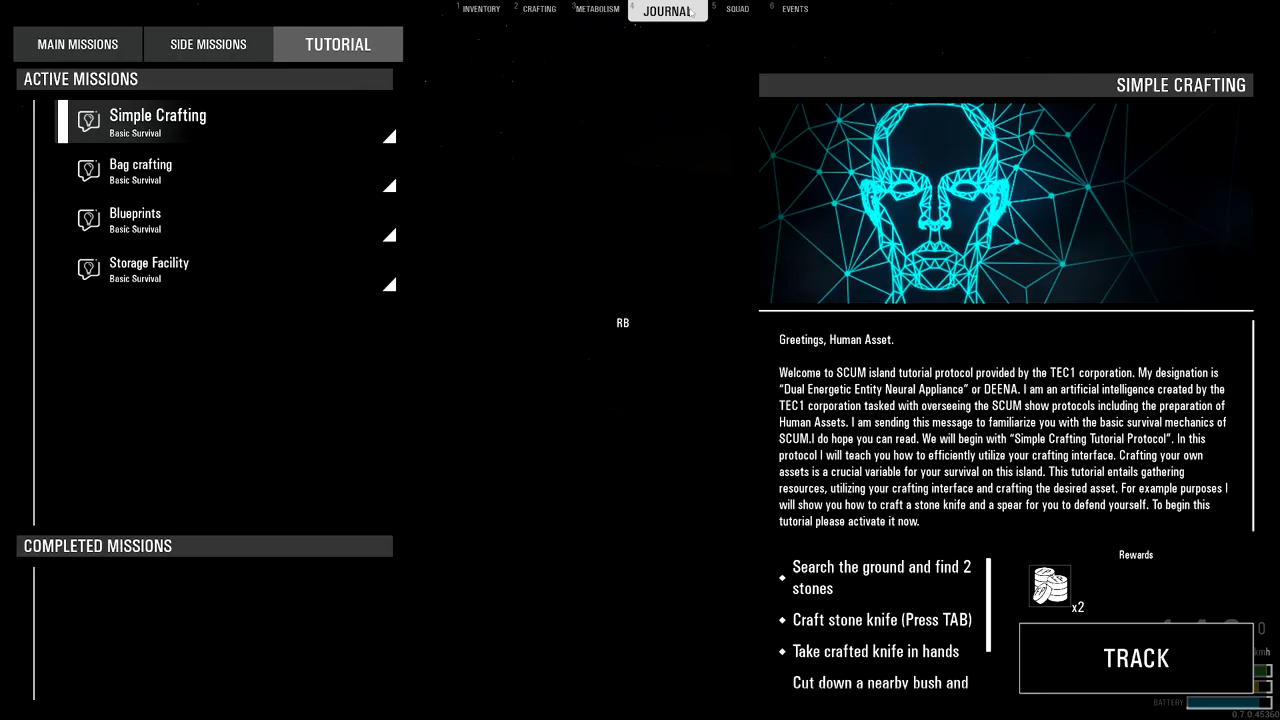 1 INVENTORY 2 CRAFTING 3 METABOLISM 4 JOURNAL 5 SQUAD 6 EVENTS
MAIN MISSIONS SIDE MISSIONS TUTORIAL
ACTIVE MISSIONS
Simple Crafting
Basic Survival
Bag crafting
Basic Survival
Blueprints
Basic Survival
Storage Facility
Basic Survival
COMPLETED MISSIONS
RB
SIMPLE CRAFTING
Greetings, Human Asset.
Welcome to SCUM island tutorial protocol provided by the TEC1 corporation. My designation is
“Dual Energetic Entity Neural Appliance” or DEENA. I am an artificial intelligence created by the
TEC1 corporation tasked with overseeing the SCUM show protocols including the preparation of
Human Assets. I am sending this message to familiarize you with the basic survival mechanics of
SCUM.I do hope you can read. We will begin with “Simple Crafting Tutorial Protocol”. In this
protocol I will teach you how to efficiently utilize your crafting interface. Crafting your own
assets is a crucial variable for your survival on this island. This tutorial entails gathering
resources, utilizing your crafting interface and crafting the desired asset. For example purposes I
will show you how to craft a stone knife and a spear for you to defend yourself. To begin this
tutorial please activate it now.
Search the ground and find 2
stones
Craft stone knife (Press TAB)
Take crafted knife in hands
Cut down a nearby bush and
Rewards
x2
TRACK
BATTERY
0.7.0.45360